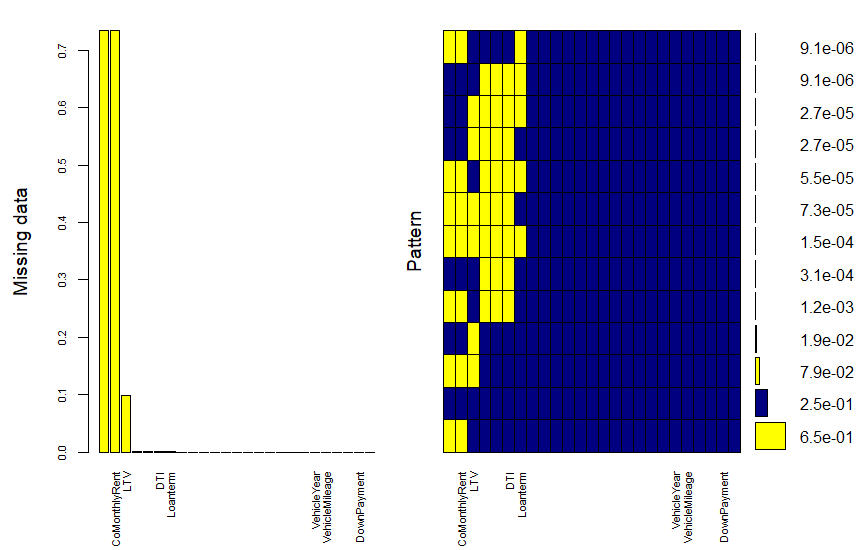 Missing data
0.0
0.1
0.2
0.3
0.4
0.5
0.6
0.7
CoMonthlyRent
LTV
DTI
Loanterm
VehicleYear
VehicleMileage
DownPayment
Pattern
CoMonthlyRent
LTV
DTI
Loanterm
VehicleYear
VehicleMileage
DownPayment
9.1e-06
9.1e-06
2.7e-05
2.7e-05
5.5e-05
7.3e-05
1.5e-04
3.1e-04
1.2e-03
1.9e-02
7.9e-02
2.5e-01
6.5e-01